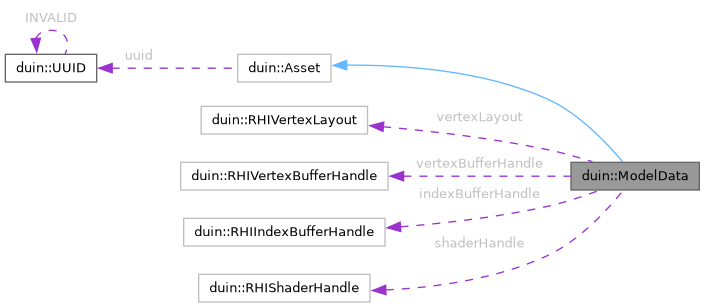 INVALID
duin::UUID
uuid
duin::Asset
duin::RHIVertexLayout
vertexLayout
duin::RHIVertexBufferHandle
vertexBufferHandle
duin::ModelData
indexBufferHandle
duin::RHIIndexBufferHandle
shaderHandle
duin::RHIShaderHandle